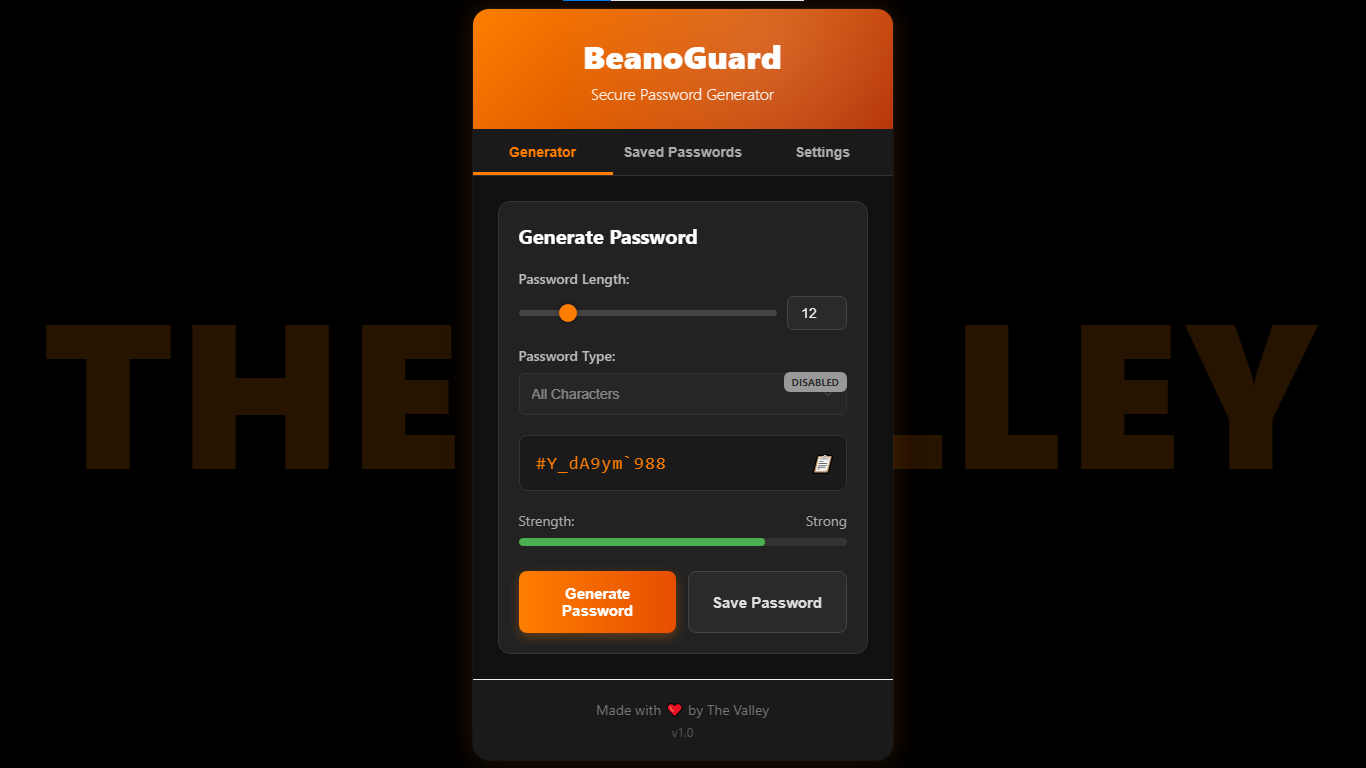 BeanoGuard
Secure Password Generator
Generator Saved Passwords Settings
Generate Password
Password Length:
12
Password Type:
All Characters
DISABLED
#Y_dA9ym`988
Strength: Strong
Generate
Password
Save Password
THE LLEY
Made with ❤️ by The Valley
v1.0